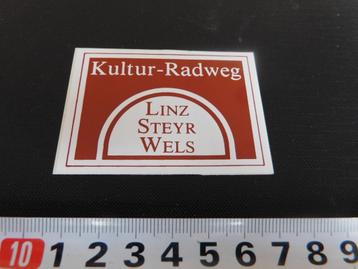 Kultur-Radweg
LINZ
STEYR
WELS
10 1 2 3 4 5 6 7 8 9